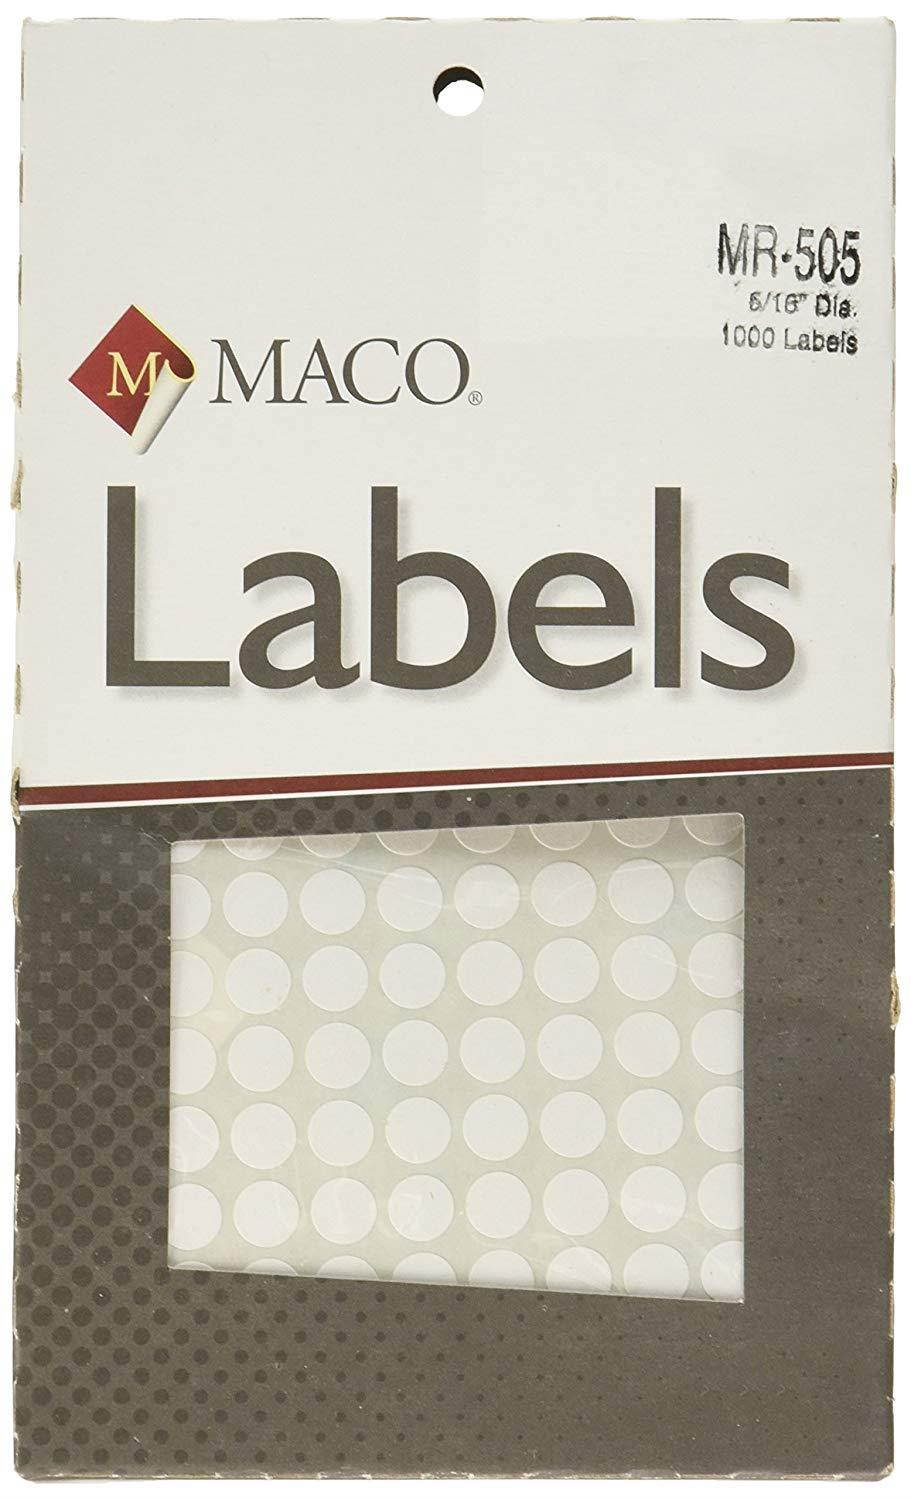 MR-505
5/16" Dia.
1000 Labels
M MACO®
Labels